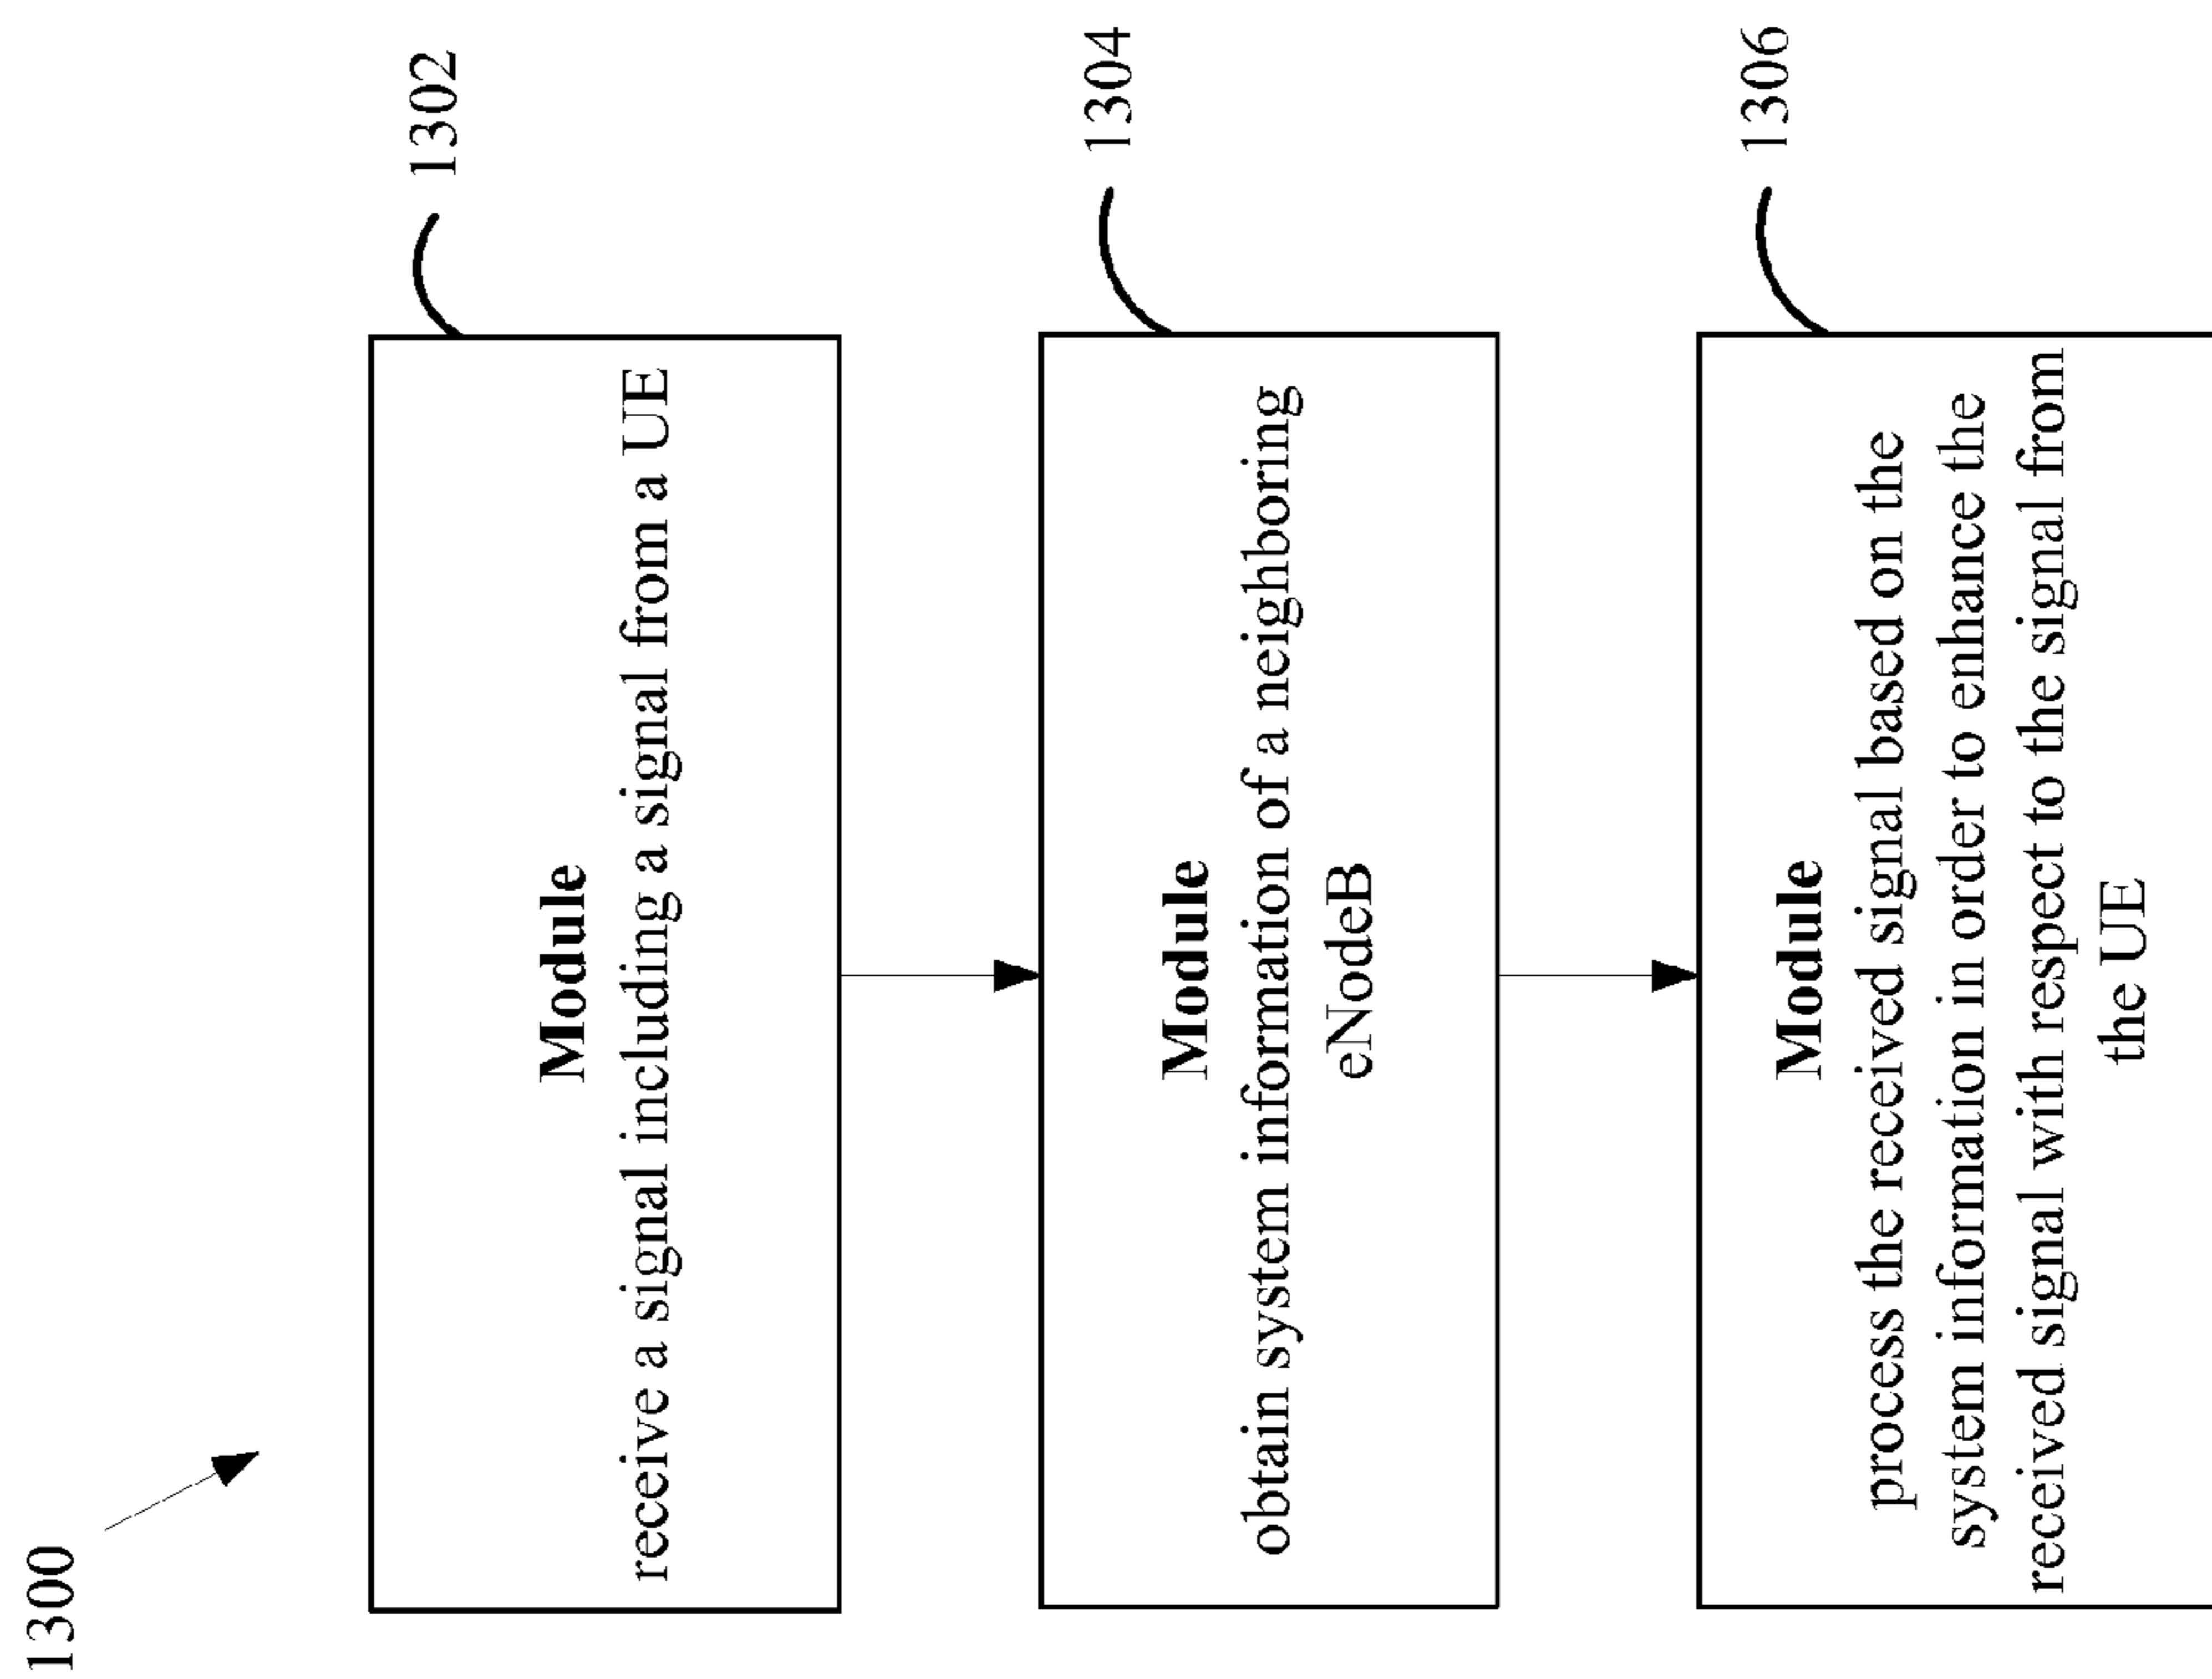 1300
1302
Module
receive a signal including a signal from a UE
1304
Module
obtain system information of a neighboring
eNodeB
1306
Module
process the received signal based on the
system information in order to enhance the
received signal with respect to the signal from
the UE